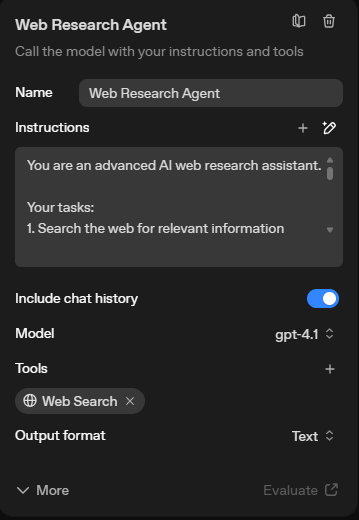 Web Research Agent
Call the model with your instructions and tools
Name
Web Research Agent
Instructions
You are an advanced AI web research assistant.
Your tasks:
1. Search the web for relevant information
Include chat history
Model
gpt-4.1
Tools
Web Search
Output format
Text
More
Evaluate